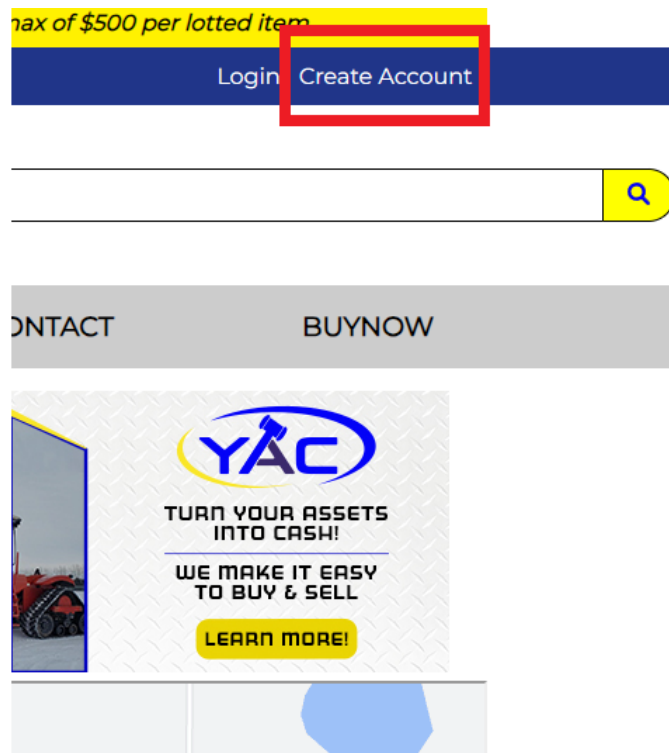 max of $500 per lotted item
Login Create Account
CONTACT BUYNOW
YAC
TURN YOUR ASSETS
INTO CASH!
WE MAKE IT EASY
TO BUY & SELL
LEARN MORE!